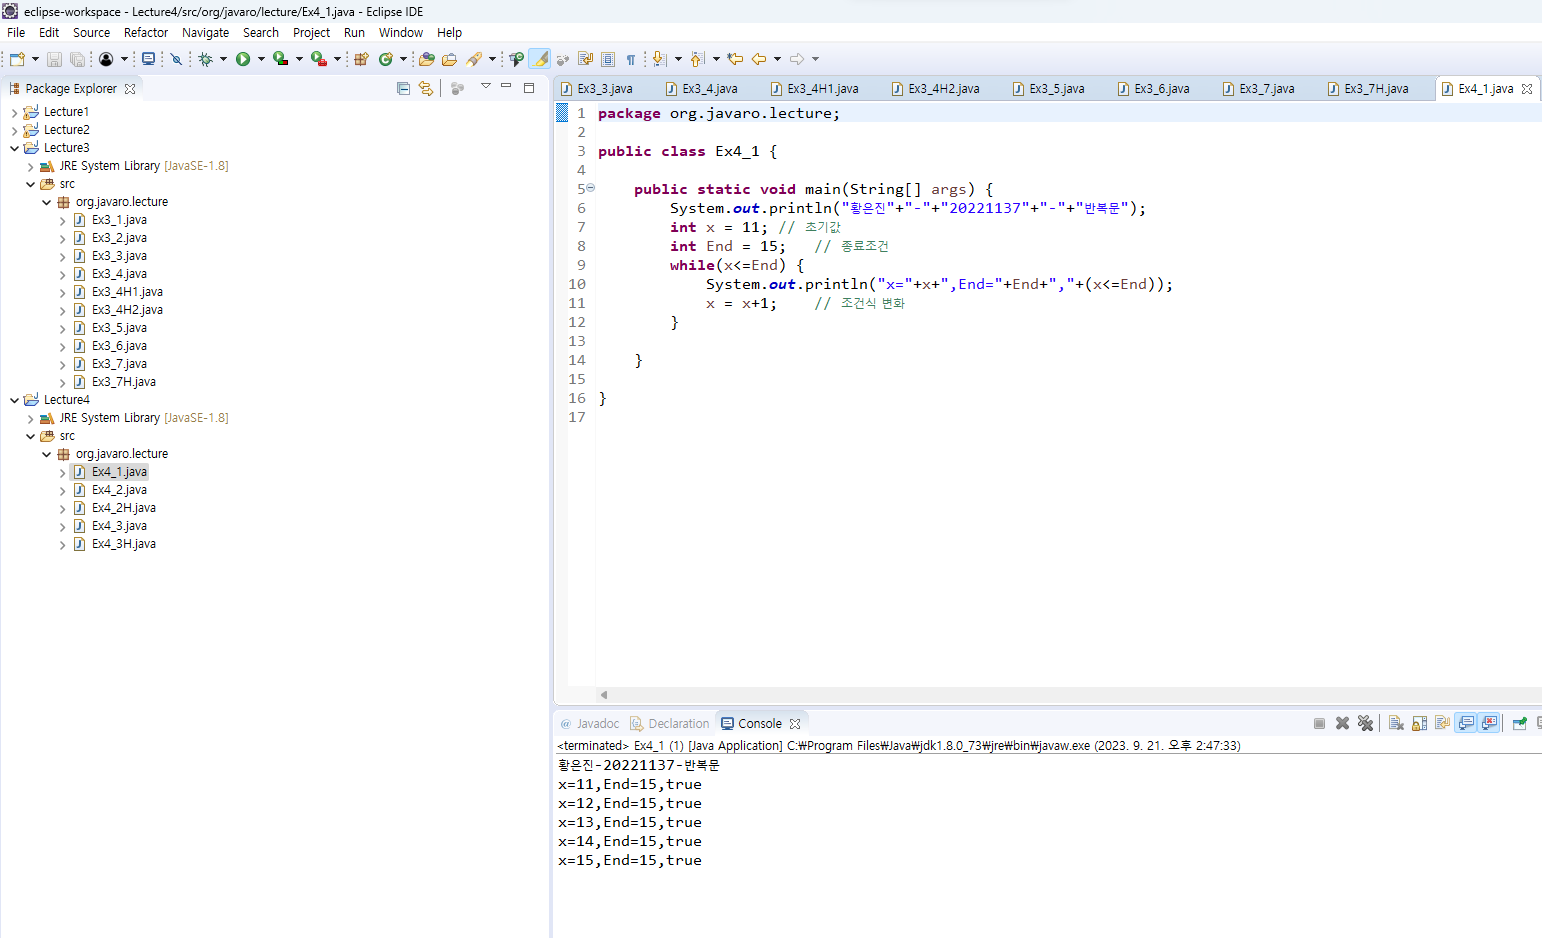 eclipse-workspace - Lecture4/src/org/javaro/lecture/Ex4_1.java - Eclipse IDE
File Edit Source Refactor Navigate Search Project Run Window Help
Package Explorer
Lecture1
Lecture2
Lecture3
JRE System Library [JavaSE-1.8]
src
org.javaro.lecture
Ex3_1.java
Ex3_2.java
Ex3_3.java
Ex3_4.java
Ex3_4H1.java
Ex3_4H2.java
Ex3_5.java
Ex3_6.java
Ex3_7.java
Ex3_7H.java
Lecture4
JRE System Library [JavaSE-1.8]
src
org.javaro.lecture
Ex4_1.java
Ex4_2.java
Ex4_2H.java
Ex4_3.java
Ex4_3H.java
Ex3_3.java Ex3_4.java Ex3_4H1.java Ex3_4H2.java Ex3_5.java Ex3_6.java Ex3_7.java Ex3_7H.java Ex4_1.java
1 package org.javaro.lecture;
2
3 public class Ex4_1 {
4
5 public static void main(String[] args) {
6 System.out.println("황은진"+"-"+"20221137"+"-"+"반복문");
7 int x = 11; // 초기값
8 int End = 15; // 종료조건
9 while(x<=End) {
10 System.out.println("x="+x+",End="+End+","+(x<=End));
11 x = x+1; // 조건식 변화
12 }
13
14 }
15
16 }
17
@ Javadoc Declaration Console
<terminated> Ex4_1 (1) [Java Application] C:₩Program Files₩Java₩jdk1.8.0_73₩jre₩bin₩javaw.exe (2023. 9. 21. 오후 2:47:33)
황은진-20221137-반복문
x=11,End=15,true
x=12,End=15,true
x=13,End=15,true
x=14,End=15,true
x=15,End=15,true